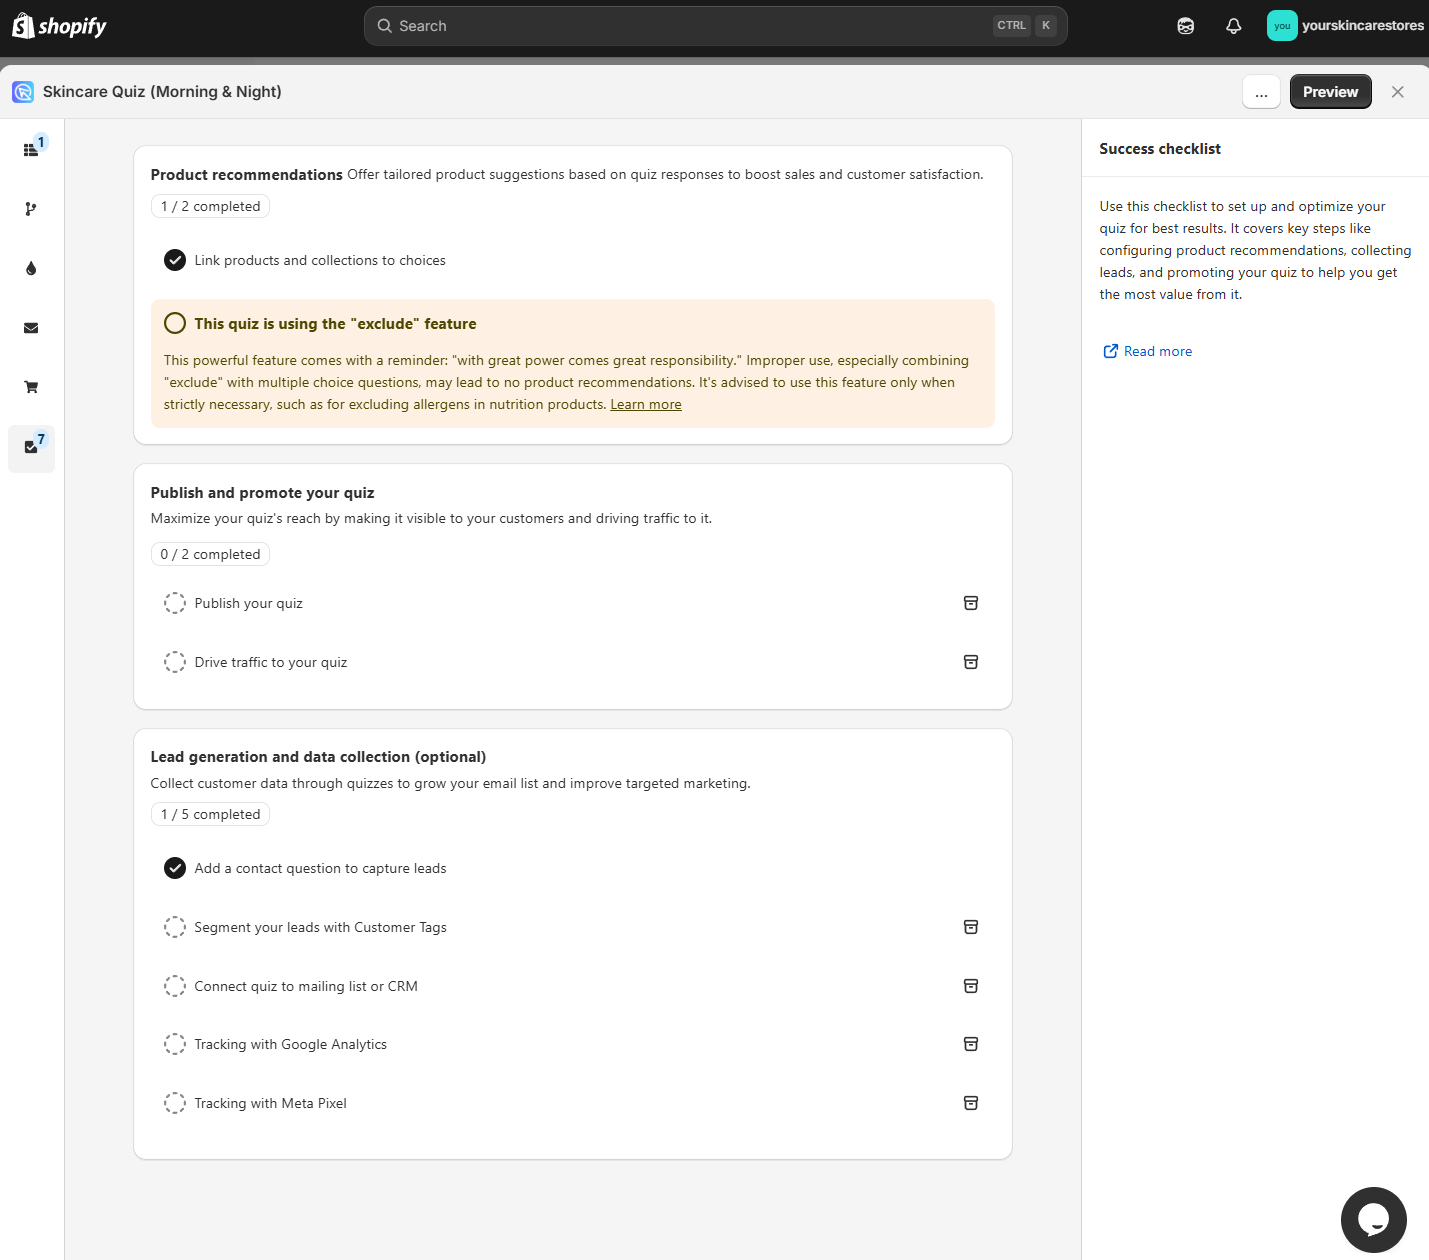 shopify
Search
CTRL K
you
yourskincarestores
Skincare Quiz (Morning & Night)
...
Preview
1
7
Product recommendations Offer tailored product suggestions based on quiz responses to boost sales and customer satisfaction.
1 / 2 completed
Link products and collections to choices
This quiz is using the "exclude" feature
This powerful feature comes with a reminder: "with great power comes great responsibility." Improper use, especially combining
"exclude" with multiple choice questions, may lead to no product recommendations. It's advised to use this feature only when
strictly necessary, such as for excluding allergens in nutrition products. Learn more
Publish and promote your quiz
Maximize your quiz's reach by making it visible to your customers and driving traffic to it.
0 / 2 completed
Publish your quiz
Drive traffic to your quiz
Lead generation and data collection (optional)
Collect customer data through quizzes to grow your email list and improve targeted marketing.
1 / 5 completed
Add a contact question to capture leads
Segment your leads with Customer Tags
Connect quiz to mailing list or CRM
Tracking with Google Analytics
Tracking with Meta Pixel
Success checklist
Use this checklist to set up and optimize your
quiz for best results. It covers key steps like
configuring product recommendations, collecting
leads, and promoting your quiz to help you get
the most value from it.
Read more